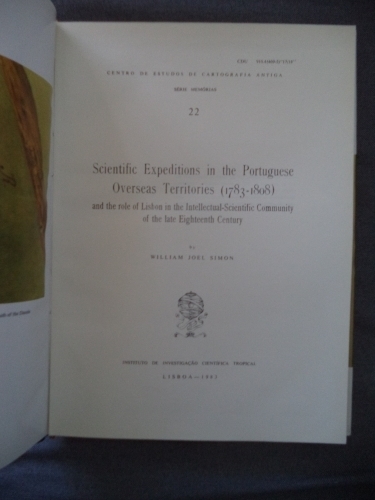 CENTRO DE ESTUDOS DE CARTOGRAFIA ANTIGA
SÉRIE MEMÓRIAS
22
Scientific Expeditions in the Portuguese
Overseas Territories (1783-1808)
and the role of Lisbon in the Intellectual-Scientific Community
of the late Eighteenth Century
BY
WILLIAM JOEL SIMON
INSTITUTO DE INVESTIGAÇÃO CIENTÍFICA TROPICAL
LISBOA